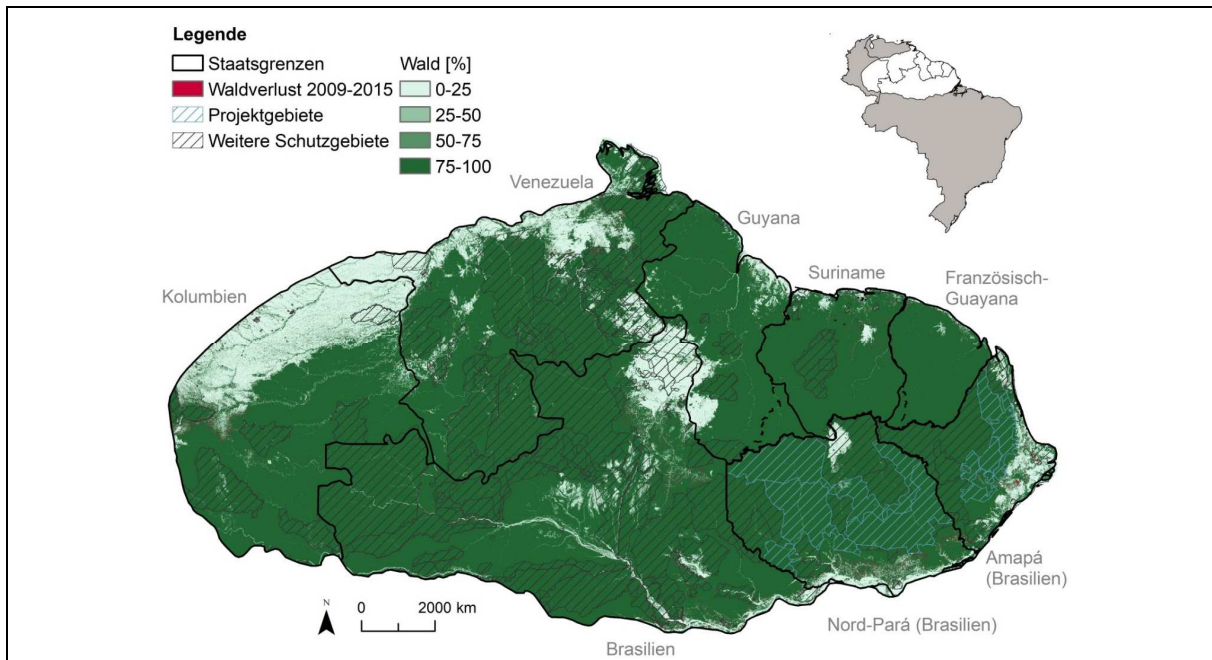 Legende
Staatsgrenzen
Waldverlust 2009-2015
Projektgebiete
Weitere Schutzgebiete
Wald [%]
0-25
25-50
50-75
75-100
Venezuela
Guyana
Suriname
Französisch-
Guayana
Kolumbien
Amapá
(Brasilien)
Nord-Pará (Brasilien)
Brasilien
N
0 2000 km